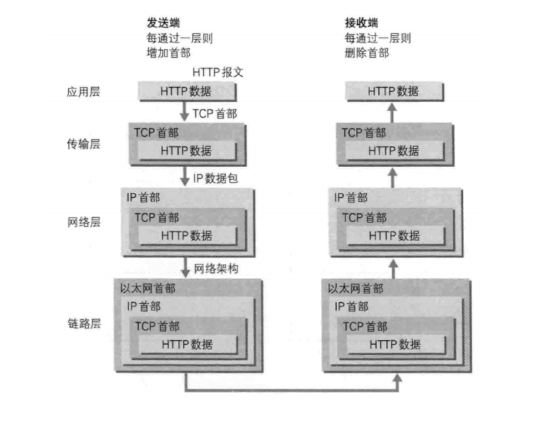 发送端
每通过一层则
增加首部
接收端
每通过一层则
删除首部
HTTP 报文
应用层
HTTP 数据
HTTP 数据
TCP 首部
传输层
TCP 首部
HTTP 数据
TCP 首部
HTTP 数据
IP 数据包
网络层
IP 首部
TCP 首部
HTTP 数据
IP 首部
TCP 首部
HTTP 数据
网络架构
链路层
以太网首部
IP 首部
TCP 首部
HTTP 数据
以太网首部
IP 首部
TCP 首部
HTTP 数据